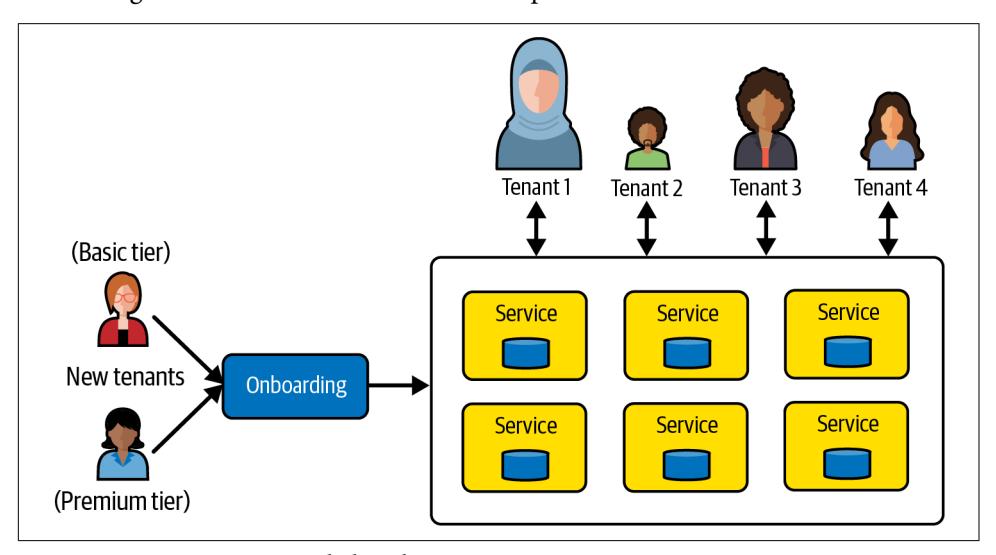 Tenant 1
Tenant 2
Tenant 3
Tenant 4
(Basic tier)
New tenants
(Premium tier)
Onboarding
Service
Service
Service
Service
Service
Service